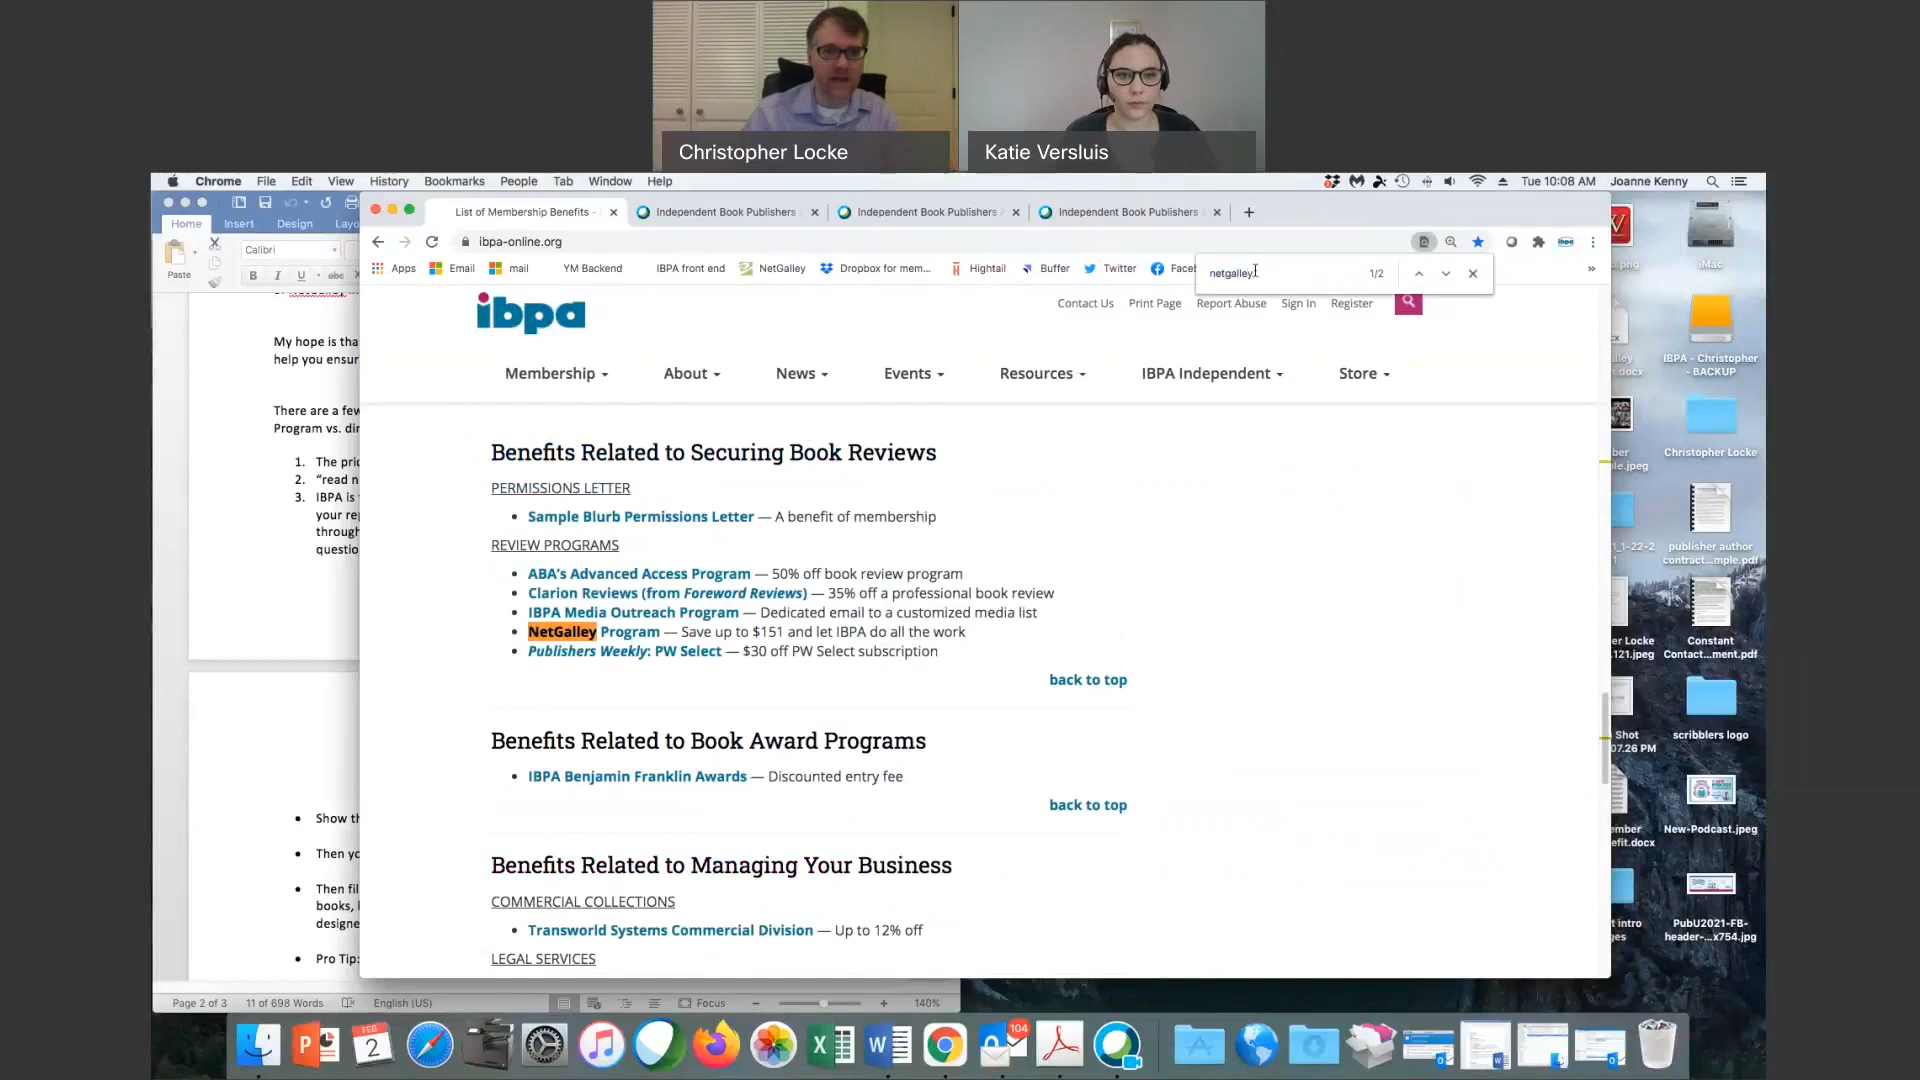 Christopher Locke
Katie Versluis
Chrome File Edit View History Bookmarks People Tab Window Help
Tue 10:08 AM Joanne Kenny
List of Membership Benefits -
Independent Book Publishers
Independent Book Publishers
Independent Book Publishers
Home Insert Design
ibpa-online.org
Calibri
Paste
B I U
Apps Email mail YM Backend IBPA front end NetGalley Dropbox for mem... Hightail Buffer Twitter
netgalley 1/2
ibpa
Contact Us Print Page Report Abuse Sign In Register
Membership About News Events Resources IBPA Independent Store
My hope is
help you ensur
There are a few
Program vs.
1. The
2. "read
3. IBPA is
your
Benefits Related to Securing Book Reviews
PERMISSIONS LETTER
• Sample Blurb Permissions Letter — A benefit of membership
REVIEW PROGRAMS
• ABA's Advanced Access Program — 50% off book review program
• Clarion Reviews (from Foreword Reviews) — 35% off a professional book review
• IBPA Media Outreach Program — Dedicated email to a customized media list
• NetGalley Program — Save up to $151 and let IBPA do all the work
• Publishers Weekly: PW Select — $30 off PW Select subscription
back to top
Benefits Related to Book Award Programs
• IBPA Benjamin Franklin Awards — Discounted entry fee
back to top
Benefits Related to Managing Your Business
COMMERCIAL COLLECTIONS
• Transworld Systems Commercial Division — Up to 12% off
LEGAL SERVICES
• Show
• Then
• Then
books,
• Pro Tip:
iMac
IBPA - Christopher
- BACKUP
Christopher Locke
publisher author
contract...mple.pdf
Constant
Contact...ment.pdf
scribblers logo
New-Podcast.jpeg
PubU2021-FB-
header-...x754.jpg
Page 2 of 3 11 of 698 Words English (US) Focus 140%
FEB
2
104